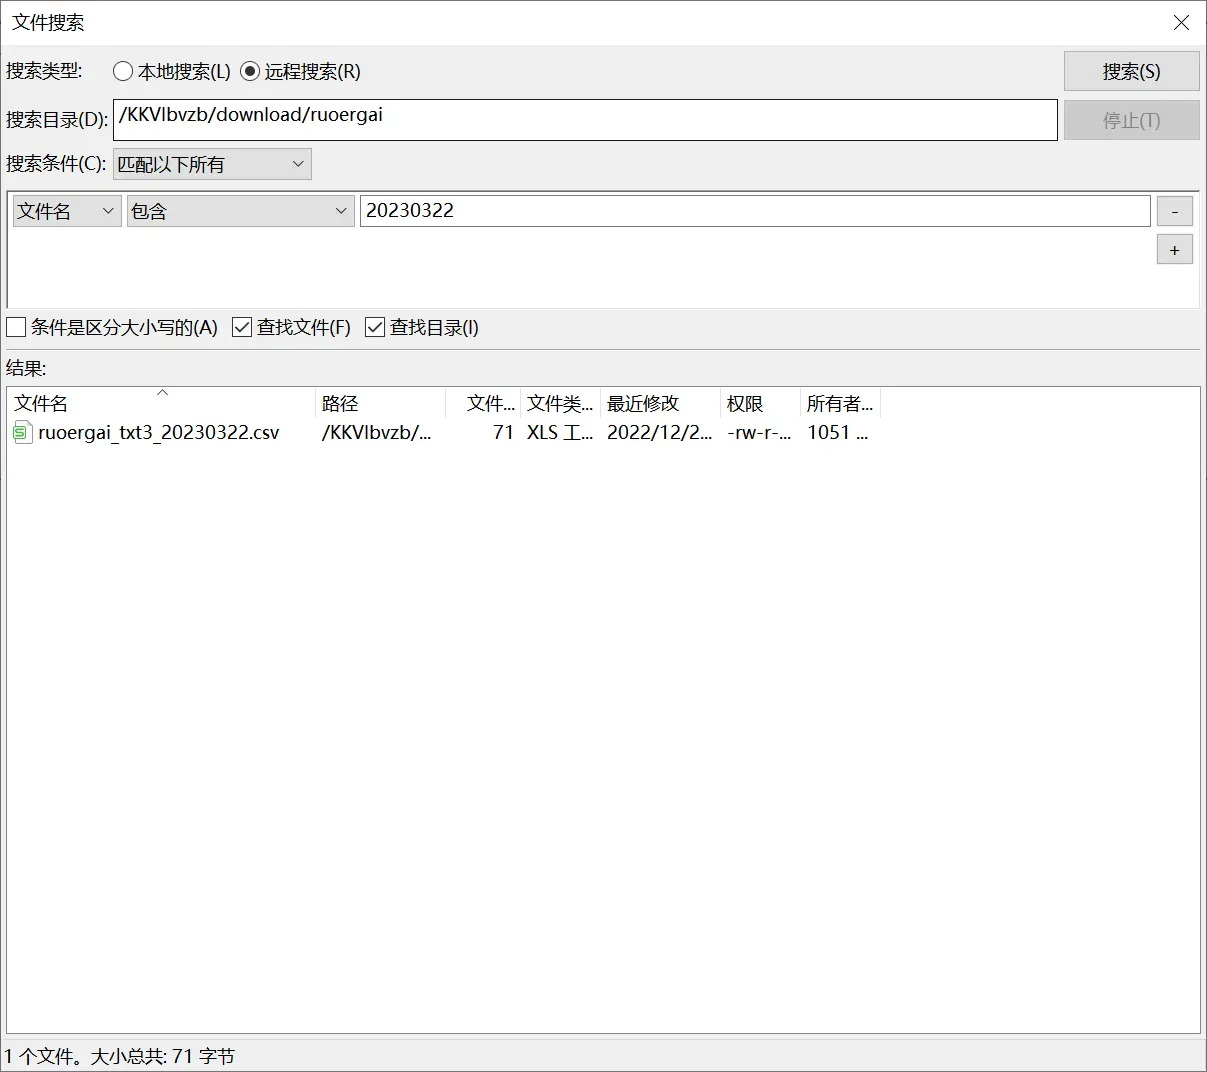 文件搜索
搜索类型: 本地搜索(L) 远程搜索(R) 搜索(S)
搜索目录(D): /KKVlbvzb/download/ruoergai 停止(T)
搜索条件(C): 匹配以下所有
文件名 包含 20230322 -
+
条件是区分大小写的(A) 查找文件(F) 查找目录(I)
结果:
文件名 路径 文件... 文件类... 最近修改 权限 所有者...
ruoergai_txt3_20230322.csv /KKVlbvzb/... 71 XLS 工... 2022/12/2... -rw-r-... 1051 ...
1 个文件。大小总共: 71 字节